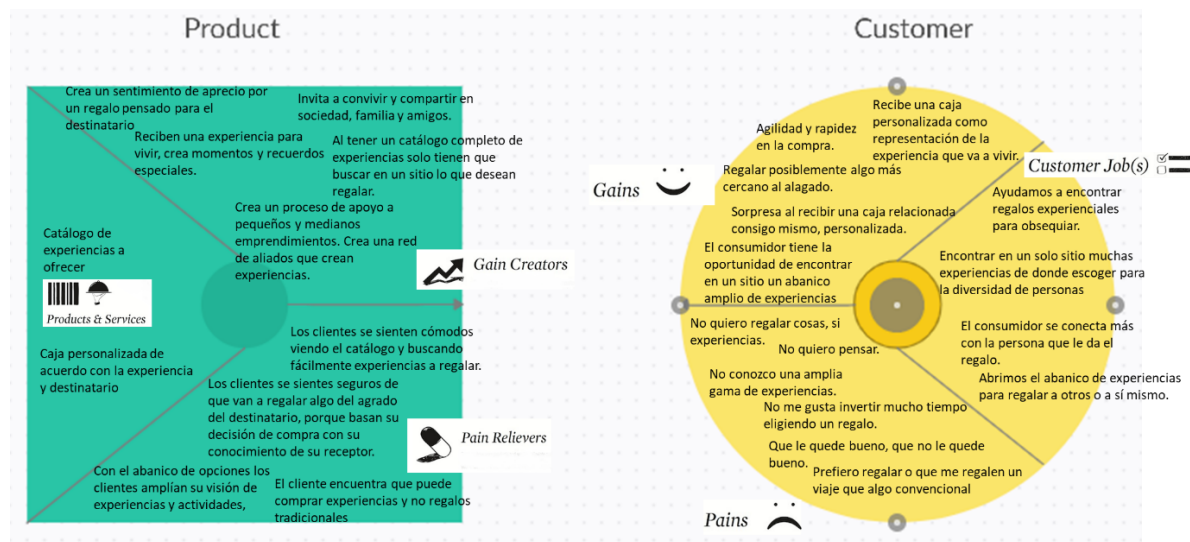 Product
Crea un sentimiento de aprecio por
un regalo pensado para el
destinatario
Invita a convivir y compartir en
sociedad, familia y amigos.
Reciben una experiencia para
vivir, crea momentos y recuerdos
especiales.
Al tener un catálogo completo de
experiencias solo tienen que
buscar en un sitio lo que desean
regalar.
Crea un proceso de apoyo a
pequeños y medianos
emprendimientos. Crea una red
de aliados que crean
experiencias.
Gain Creators
Catálogo de
experiencias a
ofrecer
Products & Services
Caja personalizada de
acuerdo con la experiencia
y destinatario
Los clientes se sienten cómodos
viendo el catálogo y buscando
fácilmente experiencias a regalar.
Los clientes se sientes seguros de
que van a regalar algo del agrado
del destinatario, porque basan su
decisión de compra con su
conocimiento de su receptor.
Pain Relievers
Con el abanico de opciones los
clientes amplían su visión de
experiencias y actividades,
El cliente encuentra que puede
comprar experiencias y no regalos
tradicionales
Customer
Recibe una caja
personalizada como
representación de la
experiencia que va a vivir.
Agilidad y rapidez
en la compra.
Gains
Regalar posiblemente algo más
cercano al alagado.
Sorpresa al recibir una caja relacionada
consigo mismo, personalizada.
El consumidor tiene la
oportunidad de encontrar
en un sitio un abanico
amplio de experiencias
Customer Job(s)
Ayudamos a encontrar
regalos experienciales
para obsequiar.
Encontrar en un solo sitio muchas
experiencias de donde escoger para
la diversidad de personas
El consumidor se conecta más
con la persona que le da el
regalo.
Abrimos el abanico de experiencias
para regalar a otros o a sí mismo.
No quiero regalar cosas, si
experiencias.
No quiero pensar.
No conozco una amplia
gama de experiencias.
No me gusta invertir mucho tiempo
eligiendo un regalo.
Que le quede bueno, que no le quede
bueno.
Prefiero regalar o que me regalen un
viaje que algo convencional
Pains